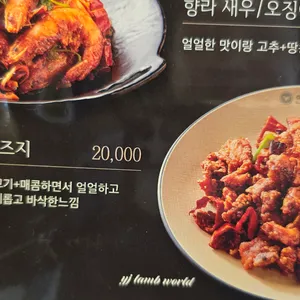 향라 새우/오징
얼얼한 맛이랑 고추+땅
즈지 20,000
고기+매콤하면서 얼얼하고
롭고 바삭한느낌
yj lamb world